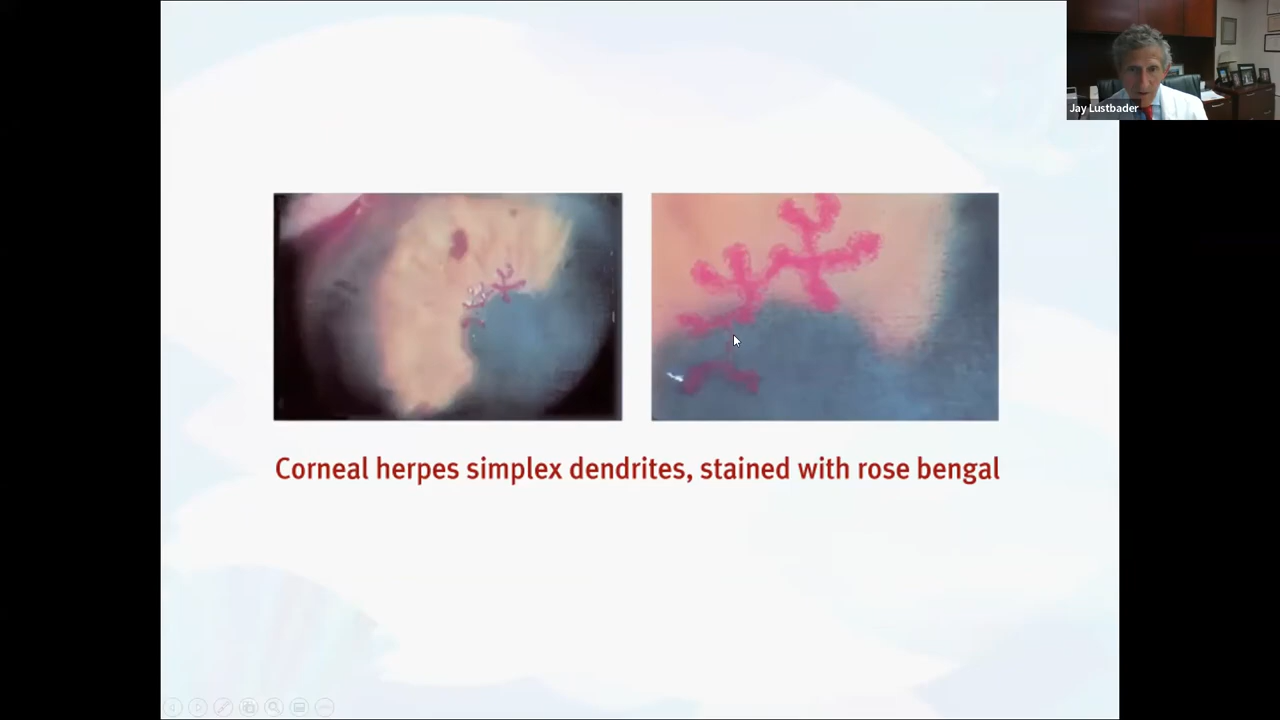 Jay Lustbader
Corneal herpes simplex dendrites, stained with rose bengal